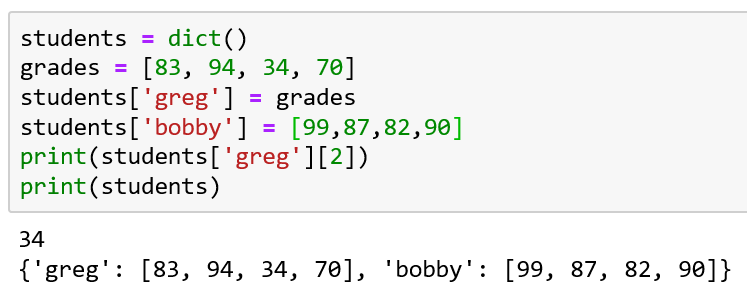 students = dict()
grades = [83, 94, 34, 70]
students['greg'] = grades
students['bobby'] = [99,87,82,90]
print(students['greg'][2])
print(students)
34
{'greg': [83, 94, 34, 70], 'bobby': [99, 87, 82, 90]}